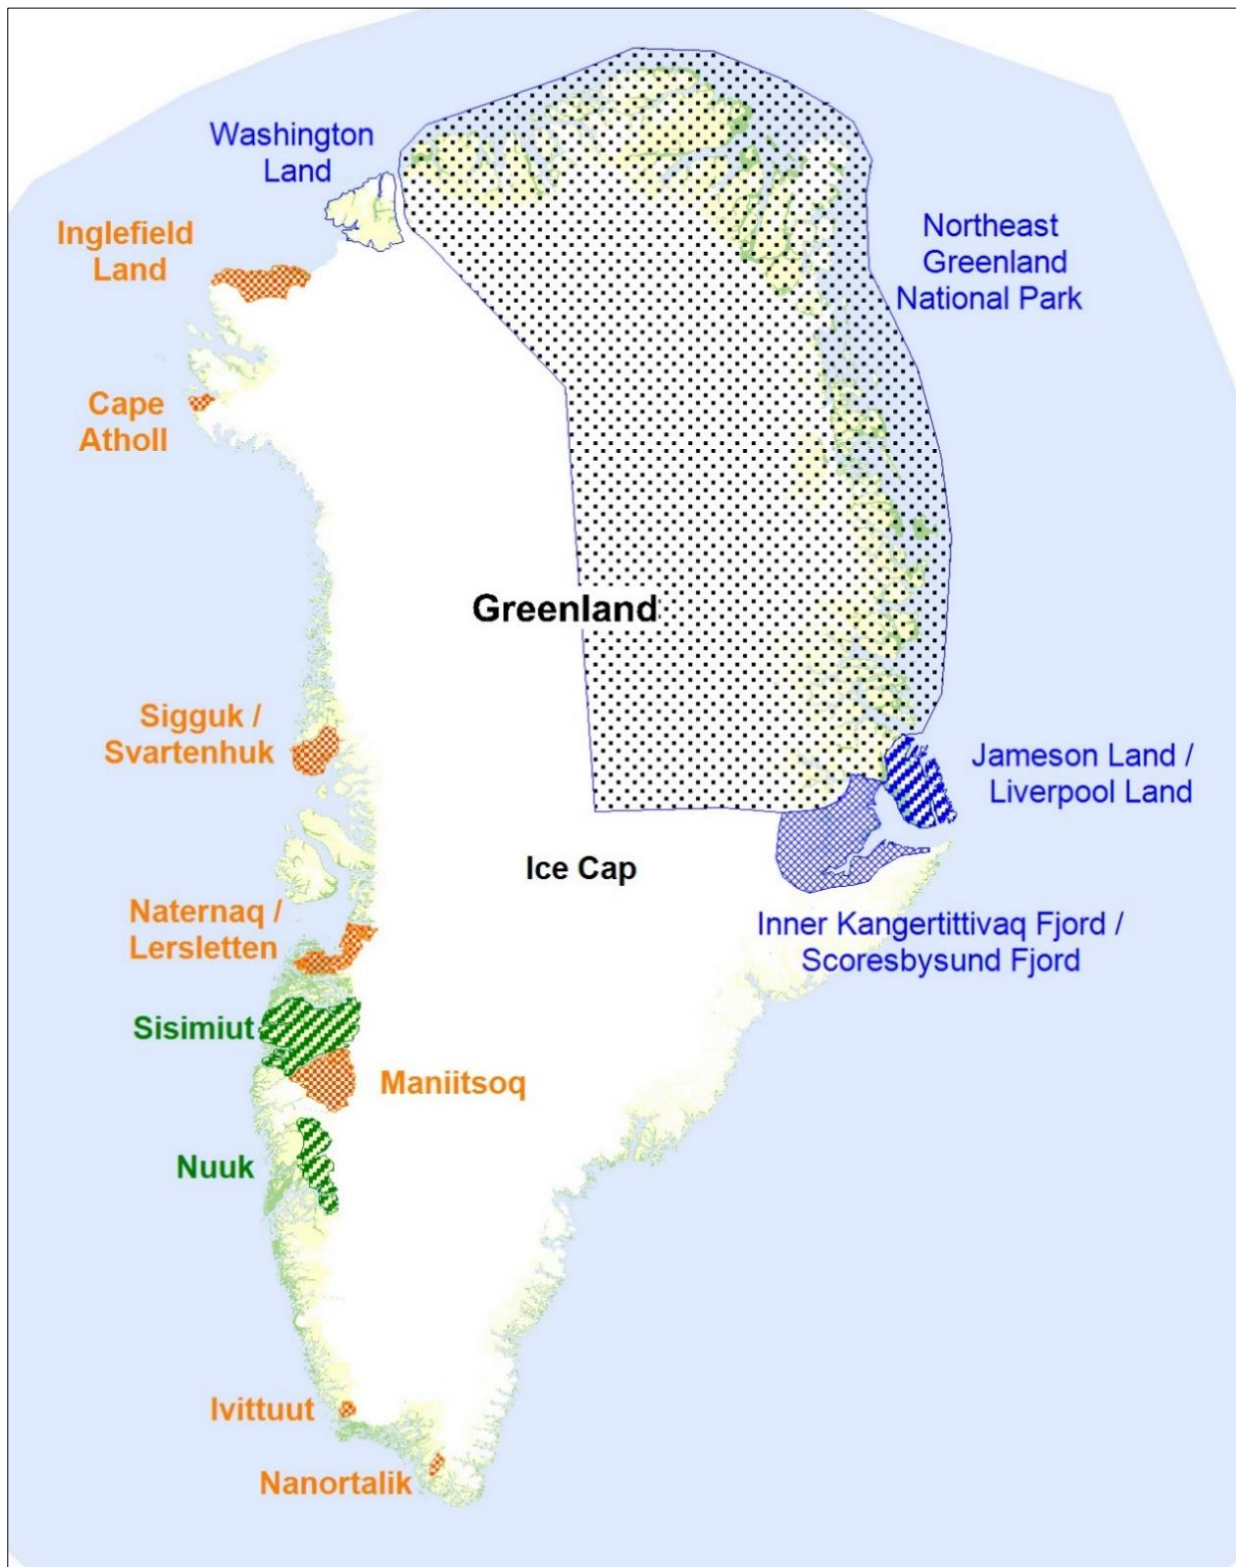 Washington
Land
Inglefield
Land
Northeast
Greenland
National Park
Cape
Atholl
Greenland
Sigguk /
Svartenhuk
Jameson Land /
Liverpool Land
Ice Cap
Naternaq /
Lersletten
Inner Kangertittivaq Fjord /
Scoresbysund Fjord
Sisimiut
Maniitsoq
Nuuk
Ivittuut
Nanortalik